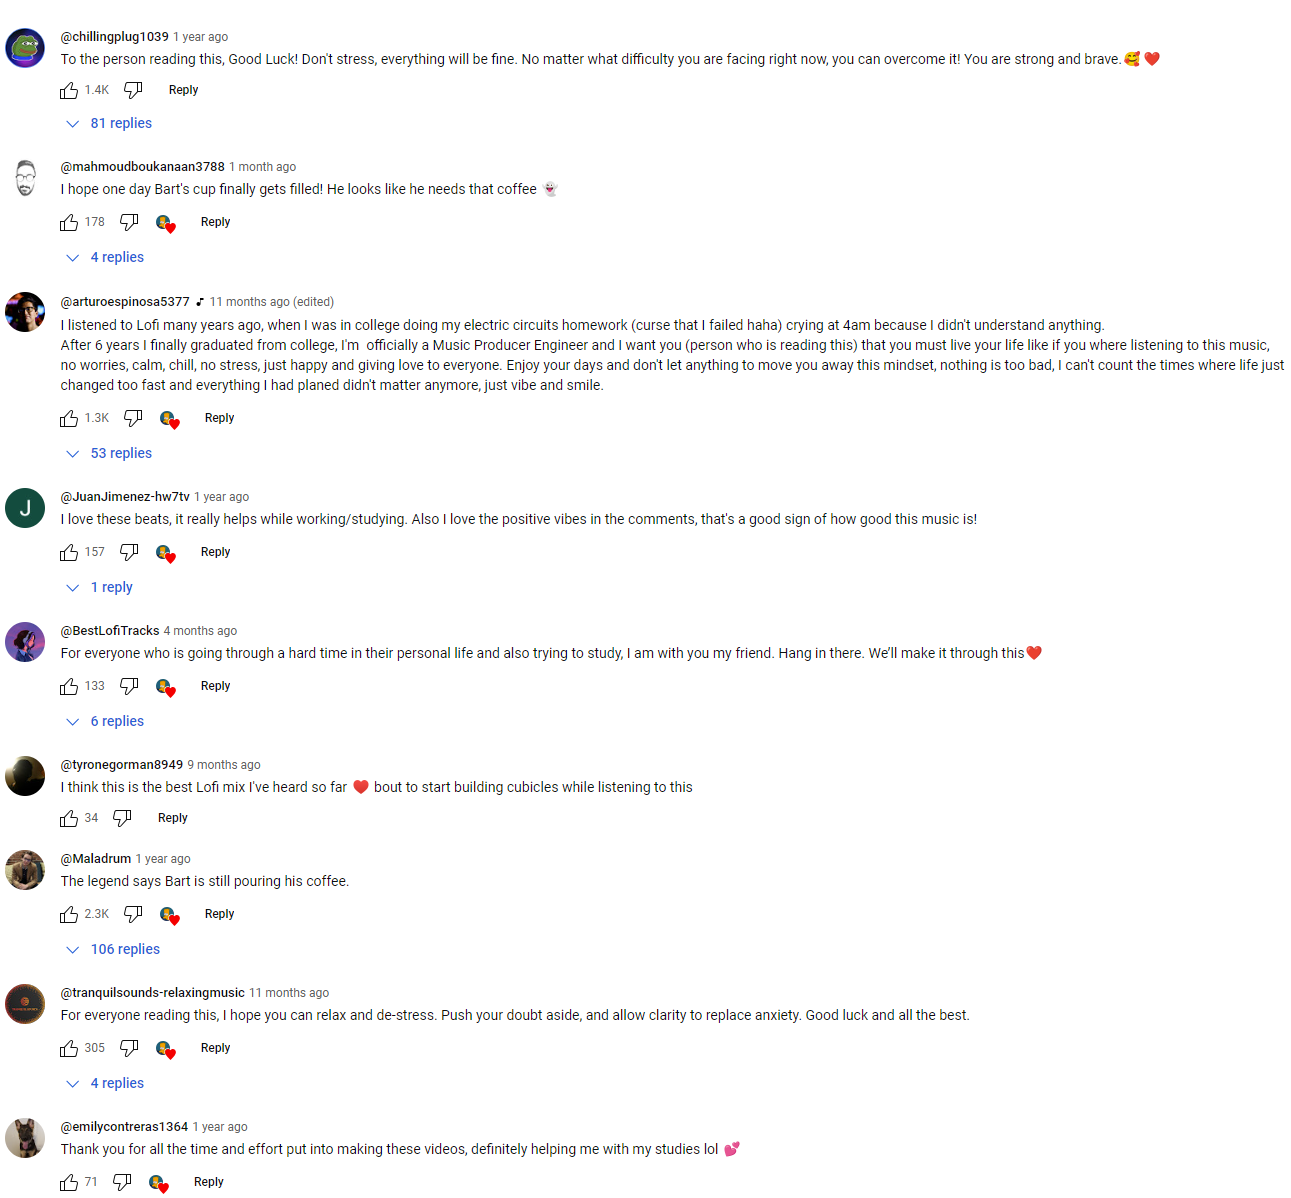 @chillingplug1039 1 year ago
To the person reading this, Good Luck! Don't stress, everything will be fine. No matter what difficulty you are facing right now, you can overcome it! You are strong and brave.🥰 ❤️
1.4K Reply
81 replies
@mahmoudboukanaan3788 1 month ago
I hope one day Bart's cup finally gets filled! He looks like he needs that coffee 👻
178 Reply
4 replies
@arturoespinosa5377 11 months ago (edited)
I listened to Lofi many years ago, when I was in college doing my electric circuits homework (curse that I failed haha) crying at 4am because I didn't understand anything.
After 6 years I finally graduated from college, I'm  officially a Music Producer Engineer and I want you (person who is reading this) that you must live your life like if you where listening to this music,
no worries, calm, chill, no stress, just happy and giving love to everyone. Enjoy your days and don't let anything to move you away this mindset, nothing is too bad, I can't count the times where life just
changed too fast and everything I had planed didn't matter anymore, just vibe and smile.
1.3K Reply
53 replies
J
@JuanJimenez-hw7tv 1 year ago
I love these beats, it really helps while working/studying. Also I love the positive vibes in the comments, that's a good sign of how good this music is!
157 Reply
1 reply
@BestLofiTracks 4 months ago
For everyone who is going through a hard time in their personal life and also trying to study, I am with you my friend. Hang in there. We'll make it through this❤️
133 Reply
6 replies
@tyronegorman8949 9 months ago
I think this is the best Lofi mix I've heard so far ♥️ bout to start building cubicles while listening to this
34 Reply
@Maladrum 1 year ago
The legend says Bart is still pouring his coffee.
2.3K Reply
106 replies
@tranquilsounds-relaxingmusic 11 months ago
For everyone reading this, I hope you can relax and de-stress. Push your doubt aside, and allow clarity to replace anxiety. Good luck and all the best.
305 Reply
4 replies
@emilycontreras1364 1 year ago
Thank you for all the time and effort put into making these videos, definitely helping me with my studies lol 💕
71 Reply